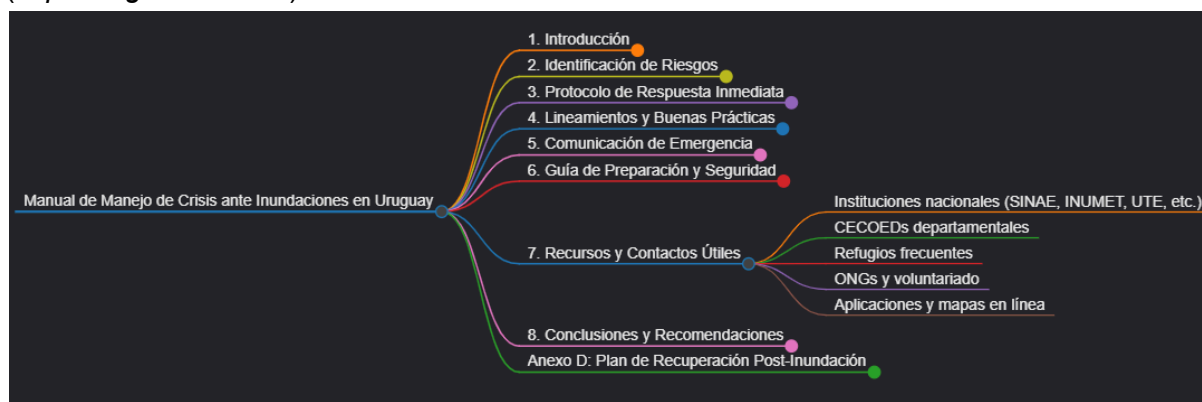 Manual de Manejo de Crisis ante Inundaciones en Uruguay
1. Introducción
2. Identificación de Riesgos
3. Protocolo de Respuesta Inmediata
4. Lineamientos y Buenas Prácticas
5. Comunicación de Emergencia
6. Guía de Preparación y Seguridad
7. Recursos y Contactos Útiles
Instituciones nacionales (SINAE, INUMET, UTE, etc.)
CECOEDs departamentales
Refugios frecuentes
ONGs y voluntariado
Aplicaciones y mapas en línea
8. Conclusiones y Recomendaciones
Anexo D: Plan de Recuperación Post-Inundación